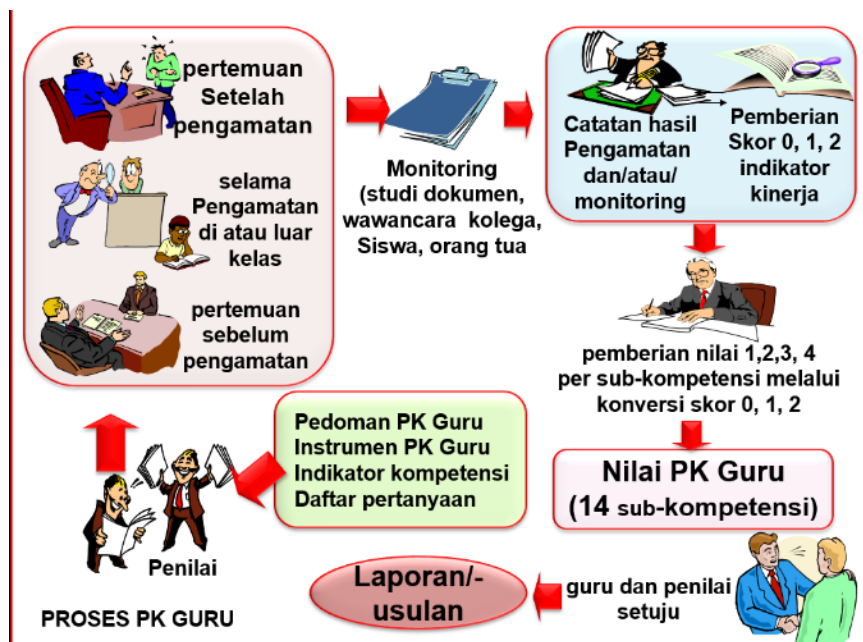 pertemuan
Setelah
pengamatan
selama
Pengamatan
di atau luar
kelas
pertemuan
sebelum
pengamatan
Monitoring
(studi dokumen,
wawancara kolega,
Siswa, orang tua
Catatan hasil
Pengamatan
dan/atau/
monitoring
Pemberian
Skor 0, 1, 2
indikator
kinerja
pemberian nilai 1,2,3, 4
per sub-kompetensi melalui
konversi skor 0, 1, 2
Pedoman PK Guru
Instrumen PK Guru
Indikator kompetensi
Daftar pertanyaan
Nilai PK Guru
(14 sub-kompetensi)
Penilai
Laporan/-
usulan
guru dan penilai
setuju
PROSES PK GURU